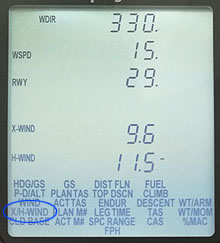 WDIR 330.
WSPD 15.
RWY 29.
X-WIND 9.6
H-WIND 11.5-
HDG/GS GS DIST FLN FUEL
P-D/ALT PLANTAS TOP DSCN CLIMB
WIND ACT TAS ENDUR DESCENT WT/ARM
X/H-WIND PLAN M# LEG TIME TAS WT/MOM
CLD BASE ACT M# SPC RANGE CAS %MAC
FPH